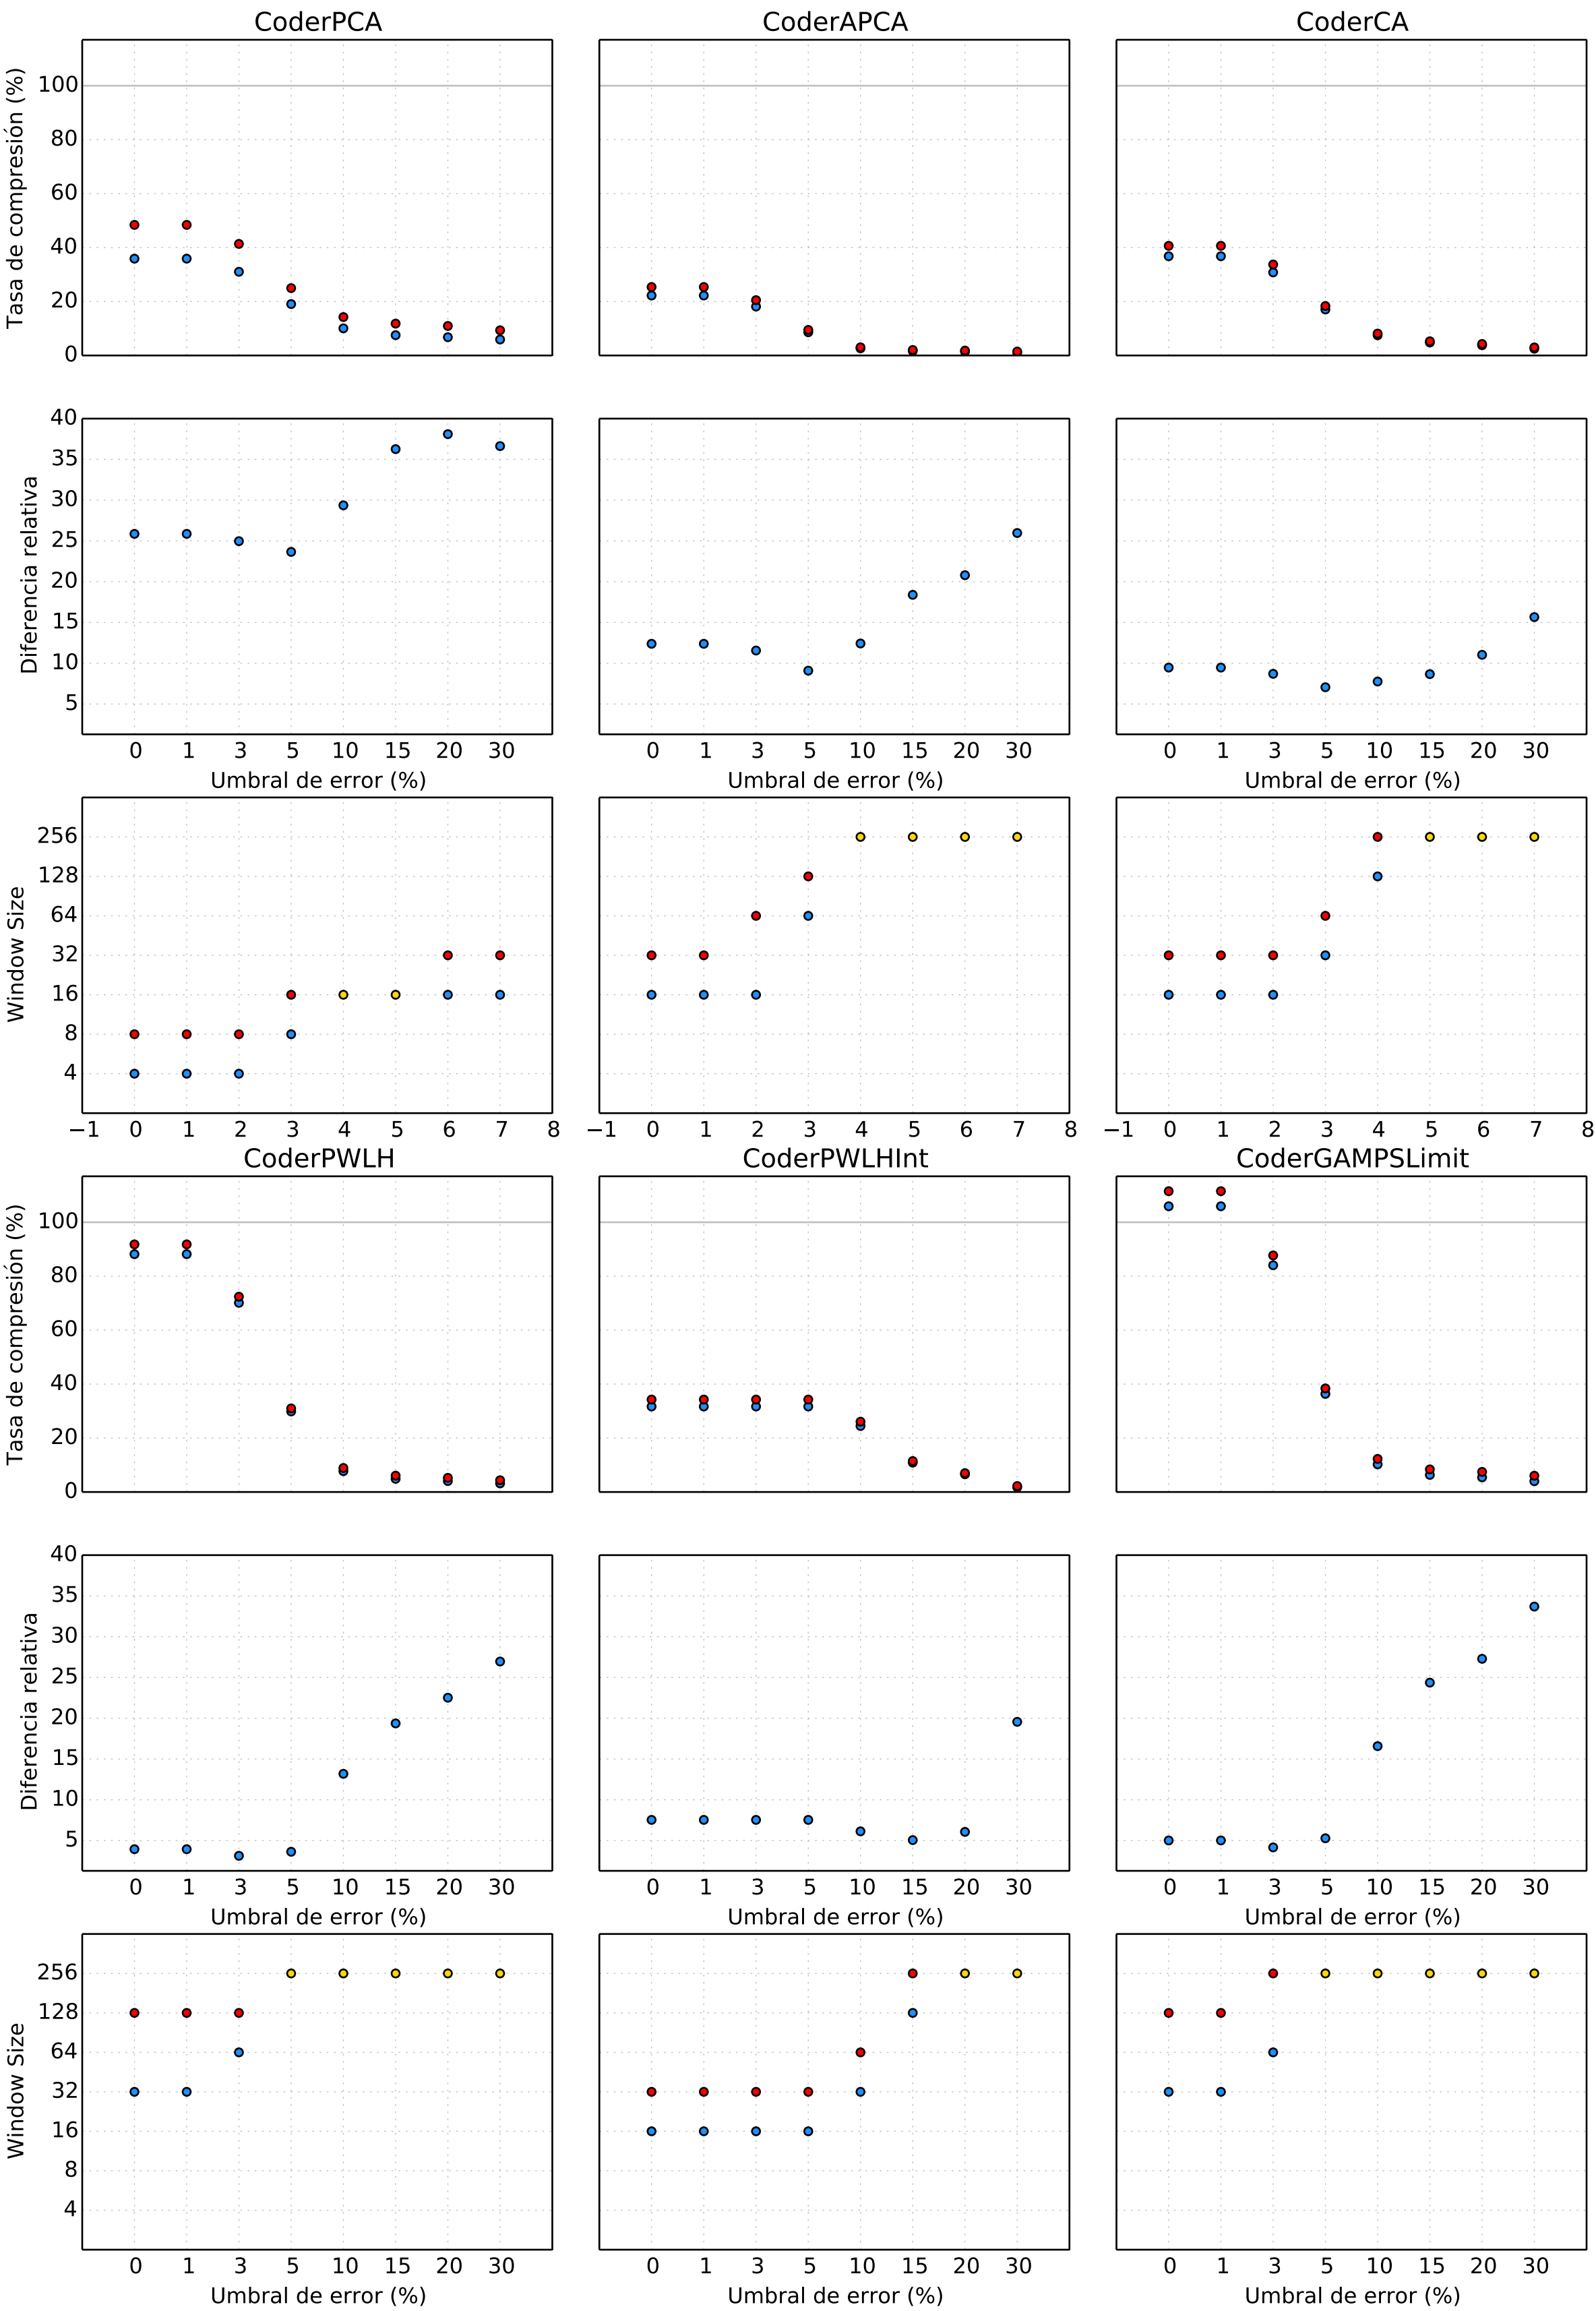 CoderPCA CoderAPCA CoderCA
Tasa de compresión (%)
100
80
60
40
20
0
Diferencia relativa
40
35
30
25
20
15
10
5
0 1 3 5 10 15 20 30 0 1 3 5 10 15 20 30 0 1 3 5 10 15 20 30
Umbral de error (%) Umbral de error (%) Umbral de error (%)
Window Size
256
128
64
32
16
8
4
−1 0 1 2 3 4 5 6 7 8 −1 0 1 2 3 4 5 6 7 8 −1 0 1 2 3 4 5 6 7 8
CoderPWLH CoderPWLHInt CoderGAMPSLimit
Tasa de compresión (%)
100
80
60
40
20
0
Diferencia relativa
40
35
30
25
20
15
10
5
0 1 3 5 10 15 20 30 0 1 3 5 10 15 20 30 0 1 3 5 10 15 20 30
Umbral de error (%) Umbral de error (%) Umbral de error (%)
Window Size
256
128
64
32
16
8
4
0 1 3 5 10 15 20 30 0 1 3 5 10 15 20 30 0 1 3 5 10 15 20 30
Umbral de error (%) Umbral de error (%) Umbral de error (%)